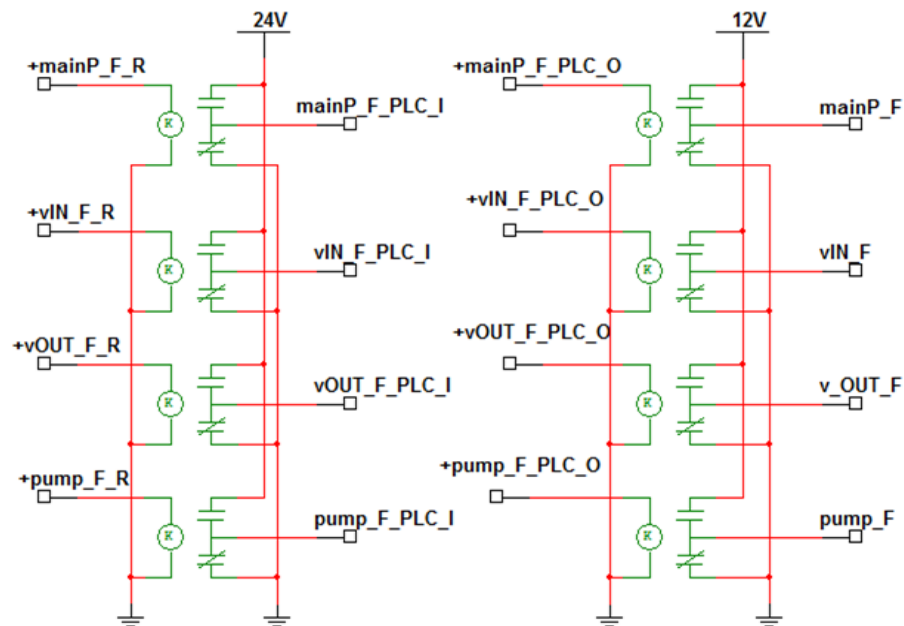 24V
+mainP_F_R
mainP_F_PLC_I
+vIN_F_R
K
vIN_F_PLC_I
K
+vOUT_F_R
vOUT_F_PLC_I
K
+pump_F_R
pump_F_PLC_I
K
12V
+mainP_F_PLC_O
mainP_F
K
+vIN_F_PLC_O
vIN_F
K
+vOUT_F_PLC_O
v_OUT_F
K
+pump_F_PLC_O
pump_F
K